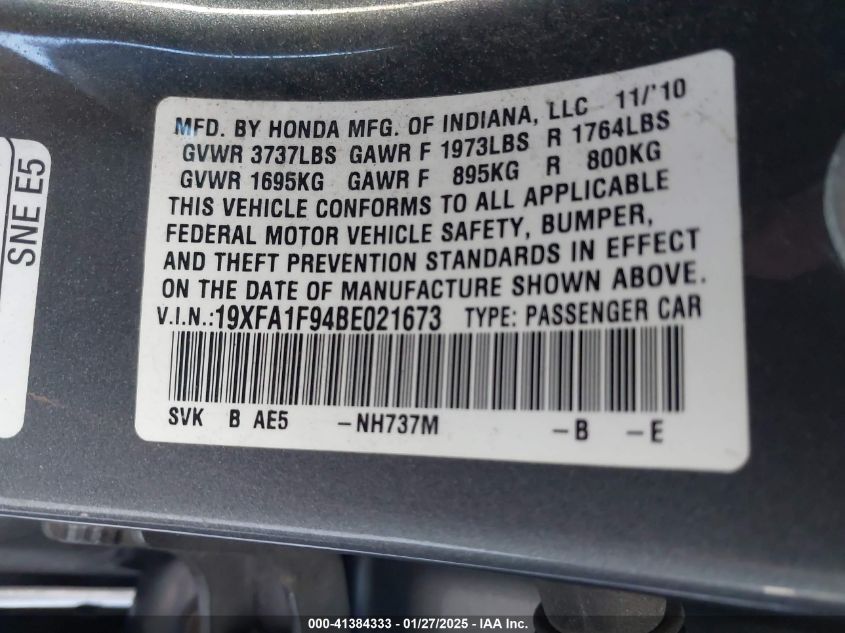 SNE E5
MFD. BY HONDA MFG. OF INDIANA, LLC 11/'10
GVWR 3737LBS GAWR F 1973LBS R 1764LBS
GVWR 1695KG GAWR F 895KG R 800KG
THIS VEHICLE CONFORMS TO ALL APPLICABLE
FEDERAL MOTOR VEHICLE SAFETY, BUMPER,
AND THEFT PREVENTION STANDARDS IN EFFECT
ON THE DATE OF MANUFACTURE SHOWN ABOVE.
V.I.N.:19XFA1F94BE021673 TYPE: PASSENGER CAR
SVK B AE5 -NH737M -B -E
000-41384333 / 01/27/2025 - IAA Inc.